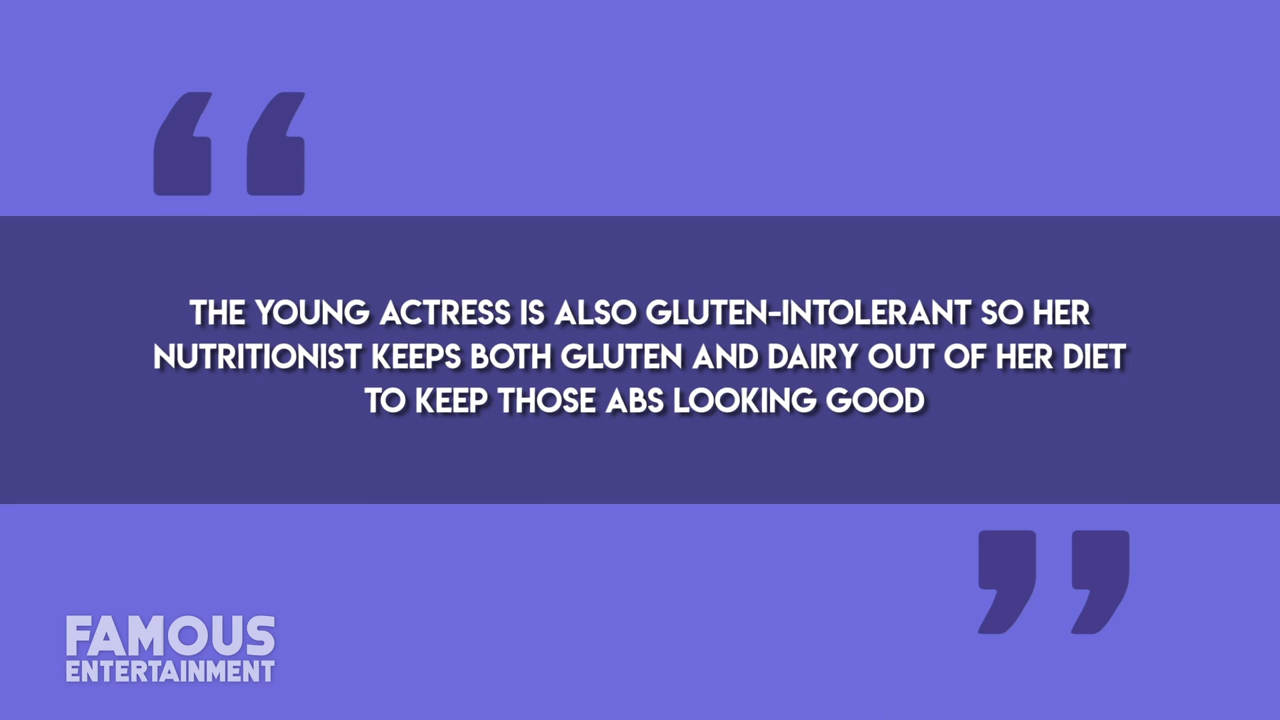 THE YOUNG ACTRESS IS ALSO GLUTEN-INTOLERANT SO HER
NUTRITIONIST KEEPS BOTH GLUTEN AND DAIRY OUT OF HER DIET
TO KEEP THOSE ABS LOOKING GOOD
FAMOUS
ENTERTAINMENT